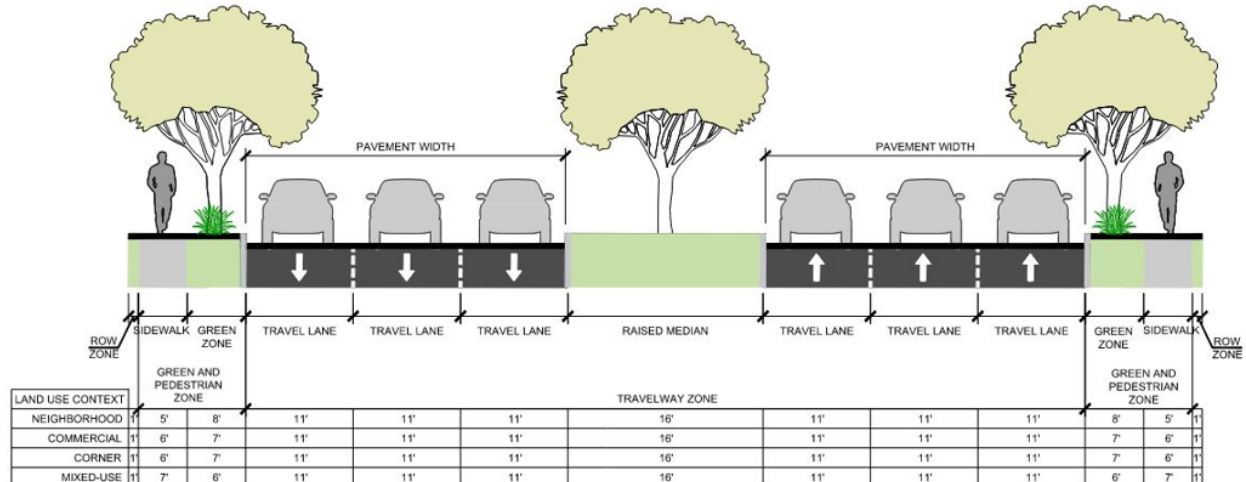 PAVEMENT WIDTH PAVEMENT WIDTH
ROW ZONE SIDEWALK GREEN ZONE TRAVEL LANE TRAVEL LANE TRAVEL LANE RAISED MEDIAN TRAVEL LANE TRAVEL LANE TRAVEL LANE GREEN ZONE SIDEWALK ROW ZONE
GREEN AND PEDESTRIAN ZONE TRAVELWAY ZONE GREEN AND PEDESTRIAN ZONE
LAND USE CONTEXT
NEIGHBORHOOD 1' 5' 8' 11' 11' 11' 16' 11' 11' 11' 8' 5' 1'
COMMERCIAL 1' 6' 7' 11' 11' 11' 16' 11' 11' 11' 7' 6' 1'
CORNER 1' 6' 7' 11' 11' 11' 16' 11' 11' 11' 7' 6' 1'
MIXED-USE 1' 7' 6' 11' 11' 11' 16' 11' 11' 11' 6' 7' 1'